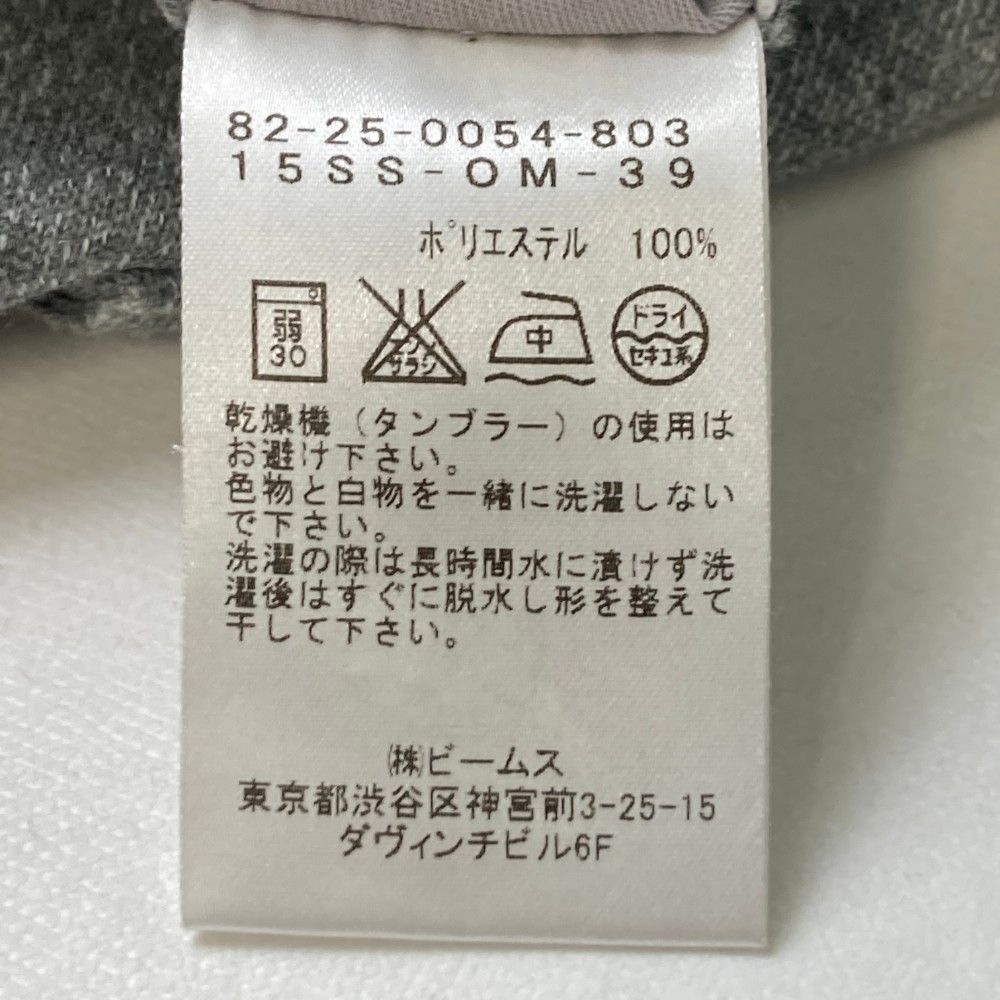 82-25-0054-803
15SS-OM-39
ポリエステル 100%
弱
30
エンソ
サラシ
中
ドライ
セキユ系
乾燥機（タンブラー）の使用は
お避け下さい。
色物と白物を一緒に洗濯しない
で下さい。
洗濯の際は長時間水に漬けず洗
濯後はすぐに脱水し形を整えて
干して下さい。
㈱ビームス
東京都渋谷区神宮前3-25-15
ダヴィンチビル6F